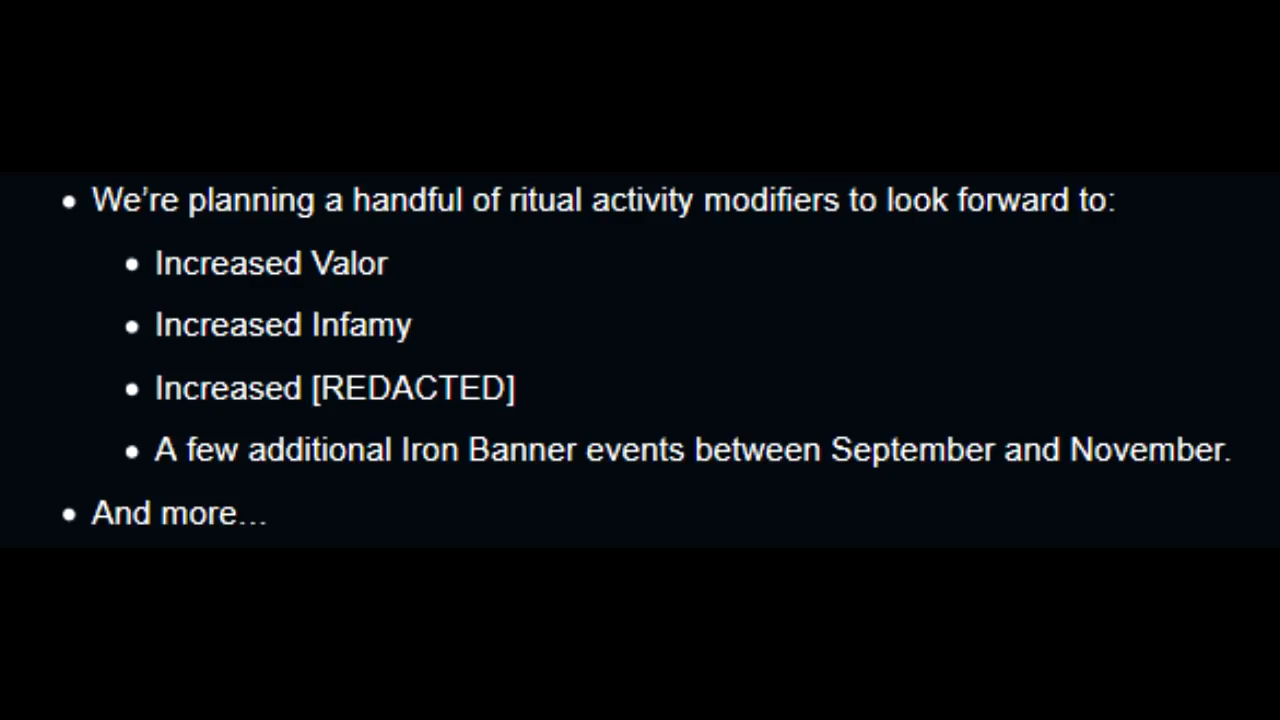 • We’re planning a handful of ritual activity modifiers to look forward to:
• Increased Valor
• Increased Infamy
• Increased [REDACTED]
• A few additional Iron Banner events between September and November.
• And more…